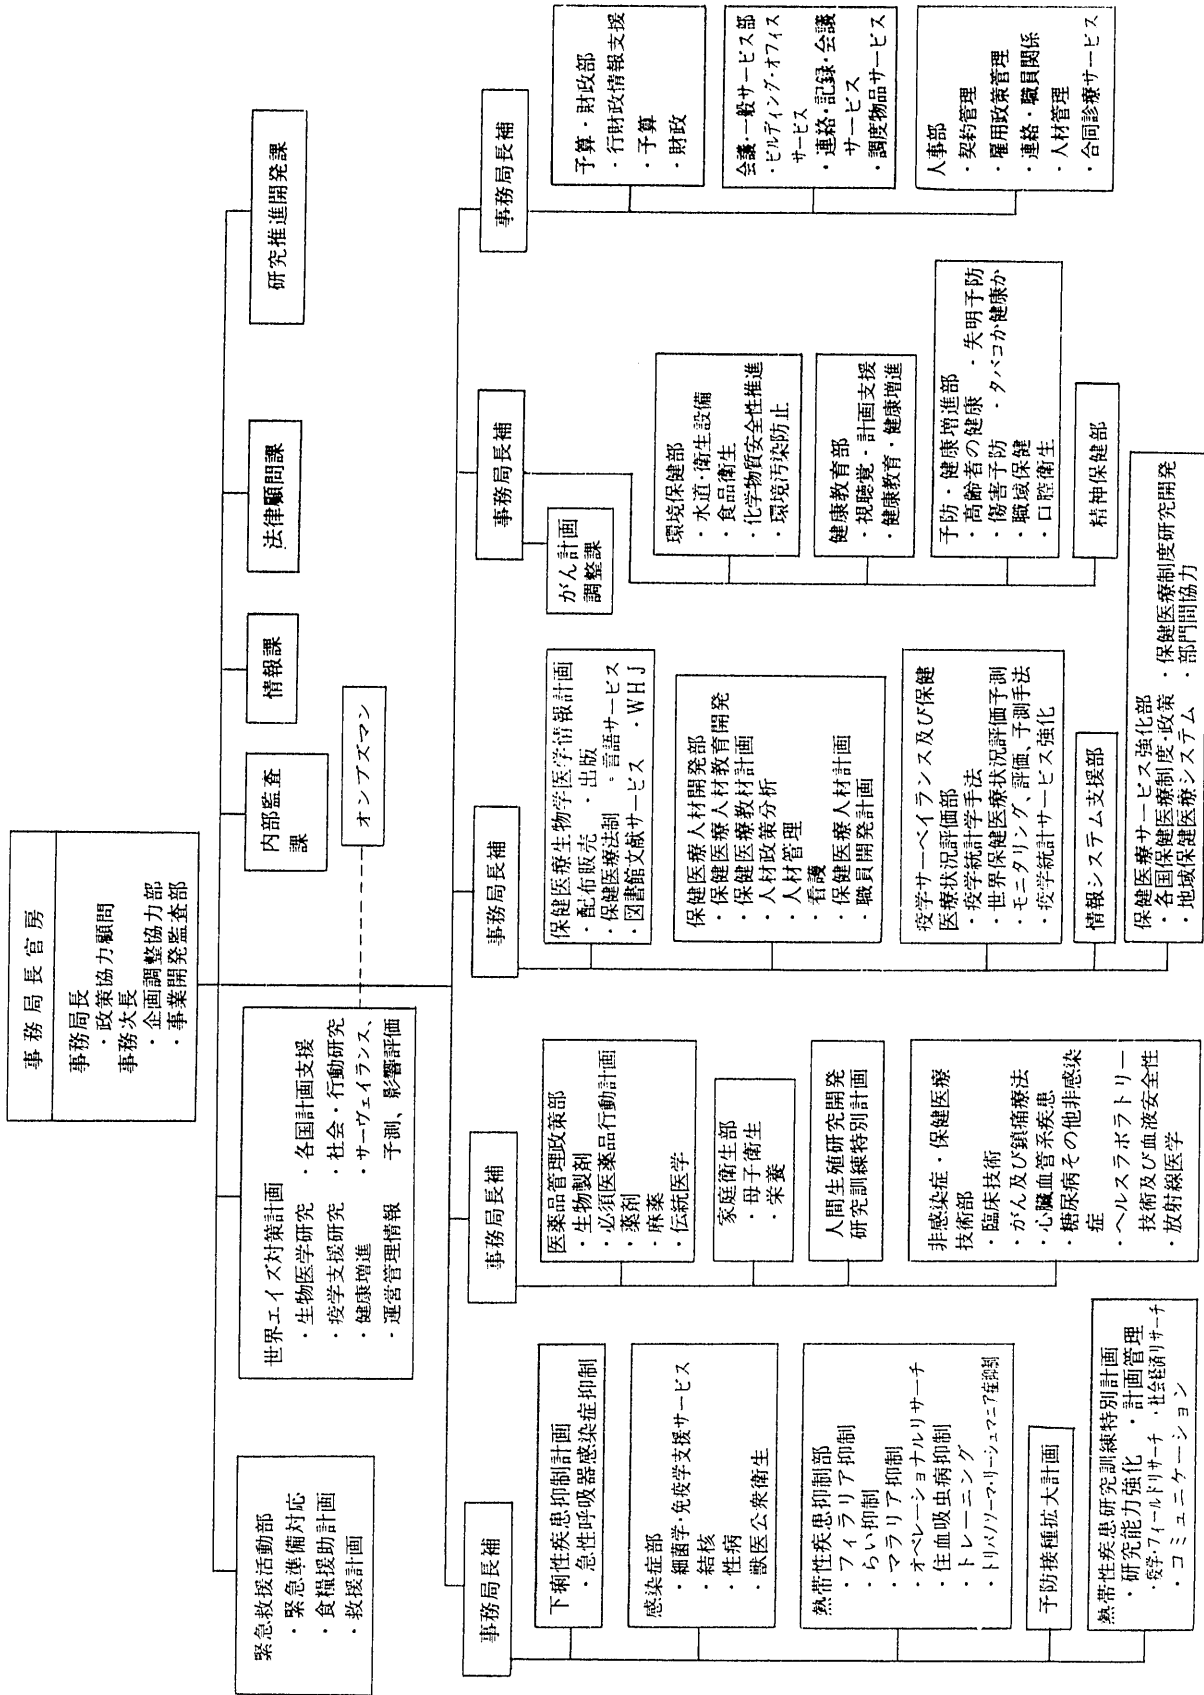 事務局長官房
事務局長
・政策協力顧問
事務次長
・企画調整協力部
・事業開発監査部
緊急救援活動部
・緊急準備対応
・食糧援助計画
・救援計画
世界エイズ対策計画
・生物医学研究 ・各国計画支援
・疫学支援研究 ・社会・行動研究
・健康増進 ・サーヴェイランス、
・運営管理情報 予測、影響評価
内部監査
課
情報課
法律顧問課
研究推進開発課
オンブズマン
事務局長補
下痢性疾患抑制計画
・急性呼吸器感染症抑制
感染症部
・細菌学・免疫学支援サービス
・結核
・性病
・獣医公衆衛生
熱帯性疾患抑制部
・フィラリア抑制
・らい抑制
・マラリア抑制
・オペレーショナルリサーチ
・住血吸虫病抑制
・トレーニング
・トリパノソーマ・リーシュマニア症抑制
予防接種拡大計画
熱帯性疾患研究訓練特別計画
・研究能力強化 ・計画管理
・疫学・フィールドリサーチ ・社会経済リサーチ
・コミュニケーション
事務局長補
医薬品管理政策部
・生物製剤
・必須医薬品行動計画
・薬剤
・麻薬
・伝統医学
家庭衛生部
・母子衛生
・栄養
人間生殖研究開発
研究訓練特別計画
非感染症・保健医療
技術部
・臨床技術
・がん及び鎮痛療法
・心臓血管系疾患
・糖尿病その他非感染
症
・ヘルスラボラトリー
技術及び血液安全性
・放射線医学
事務局長補
保健医療生物学医学情報計画
・配布販売 ・出版
・保健医療法制 ・言語サービス
・図書館文献サービス ・WHJ
保健医療人材開発部
・保健医療人材教育開発
・保健医療教材計画
・人材政策分析
・人材管理
・看護
・保健医療人材計画
・職員開発計画
疫学サーベイランス及び保健
医療状況評価部
・疫学統計学手法
・世界保健医療状況評価予測
・モニタリング、評価、予測手法
・疫学統計サービス強化
情報システム支援部
保健医療サービス強化部
・各国保健医療制度・政策 ・保健医療制度研究開発
・地域保健医療システム ・部門間協力
事務局長補
がん計画
調整課
環境保健部
・水道・衛生設備
・食品衛生
・化学物質安全性推進
・環境汚染防止
健康教育部
・視聴覚・計画支援
・健康教育・健康増進
予防・健康増進部
・高齢者の健康 ・失明予防
・傷害予防 ・タバコか健康か
・職域保健
・口腔衛生
精神保健部
事務局長補
予算・財政部
・行財政情報支援
・予算
・財政
会議・一般サービス部
・ビルディング・オフィス
サービス
・連絡・記録・会議
サービス
・調度物品サービス
人事部
・契約管理
・雇用政策管理
・連絡・職員関係
・人材管理
・合同診療サービス